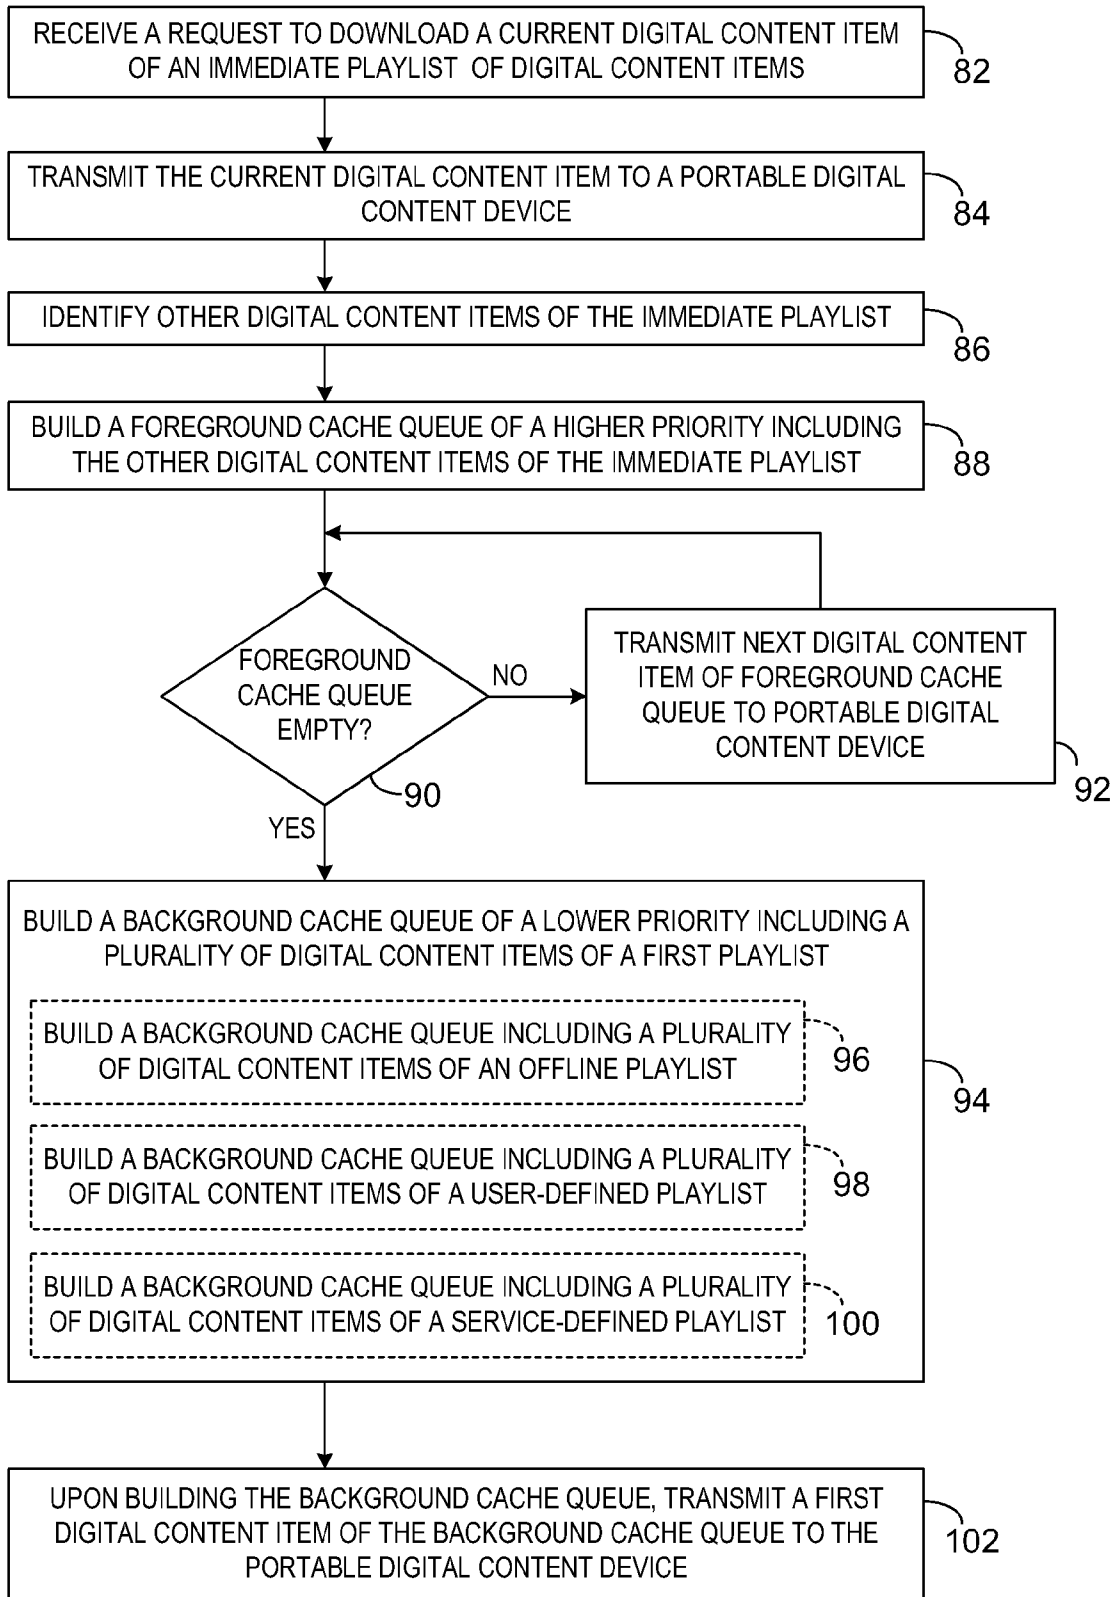 RECEIVE A REQUEST TO DOWNLOAD A CURRENT DIGITAL CONTENT ITEM
OF AN IMMEDIATE PLAYLIST OF DIGITAL CONTENT ITEMS
82
TRANSMIT THE CURRENT DIGITAL CONTENT ITEM TO A PORTABLE DIGITAL
CONTENT DEVICE
84
IDENTIFY OTHER DIGITAL CONTENT ITEMS OF THE IMMEDIATE PLAYLIST
86
BUILD A FOREGROUND CACHE QUEUE OF A HIGHER PRIORITY INCLUDING
THE OTHER DIGITAL CONTENT ITEMS OF THE IMMEDIATE PLAYLIST
88
FOREGROUND
CACHE QUEUE
EMPTY?
90
NO
TRANSMIT NEXT DIGITAL CONTENT
ITEM OF FOREGROUND CACHE
QUEUE TO PORTABLE DIGITAL
CONTENT DEVICE
92
YES
BUILD A BACKGROUND CACHE QUEUE OF A LOWER PRIORITY INCLUDING A
PLURALITY OF DIGITAL CONTENT ITEMS OF A FIRST PLAYLIST
BUILD A BACKGROUND CACHE QUEUE INCLUDING A PLURALITY
OF DIGITAL CONTENT ITEMS OF AN OFFLINE PLAYLIST
96
94
BUILD A BACKGROUND CACHE QUEUE INCLUDING A PLURALITY
OF DIGITAL CONTENT ITEMS OF A USER-DEFINED PLAYLIST
98
BUILD A BACKGROUND CACHE QUEUE INCLUDING A PLURALITY
OF DIGITAL CONTENT ITEMS OF A SERVICE-DEFINED PLAYLIST
100
UPON BUILDING THE BACKGROUND CACHE QUEUE, TRANSMIT A FIRST
DIGITAL CONTENT ITEM OF THE BACKGROUND CACHE QUEUE TO THE
PORTABLE DIGITAL CONTENT DEVICE
102